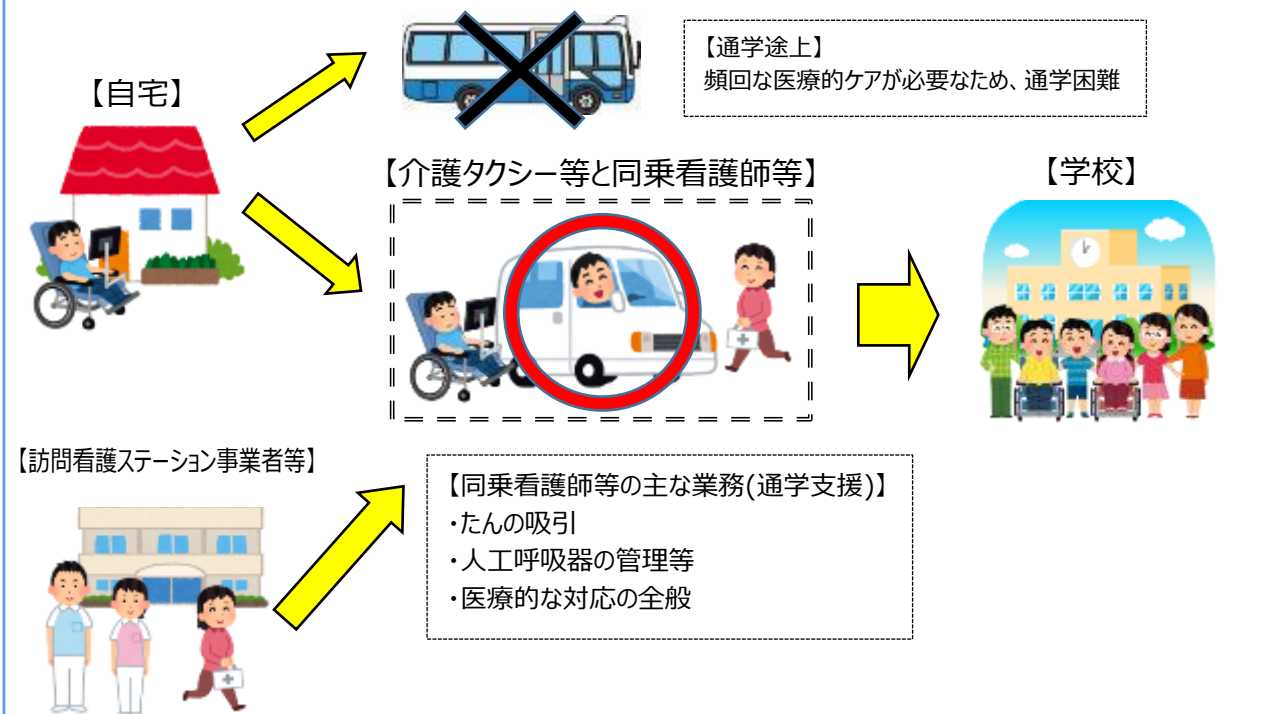 【通学途上】
頻回な医療的ケアが必要なため、通学困難
【自宅】
【介護タクシー等と同乗看護師等】
【学校】
【訪問看護ステーション事業者等】
【同乗看護師等の主な業務(通学支援)】
・たんの吸引
・人工呼吸器の管理等
・医療的な対応の全般